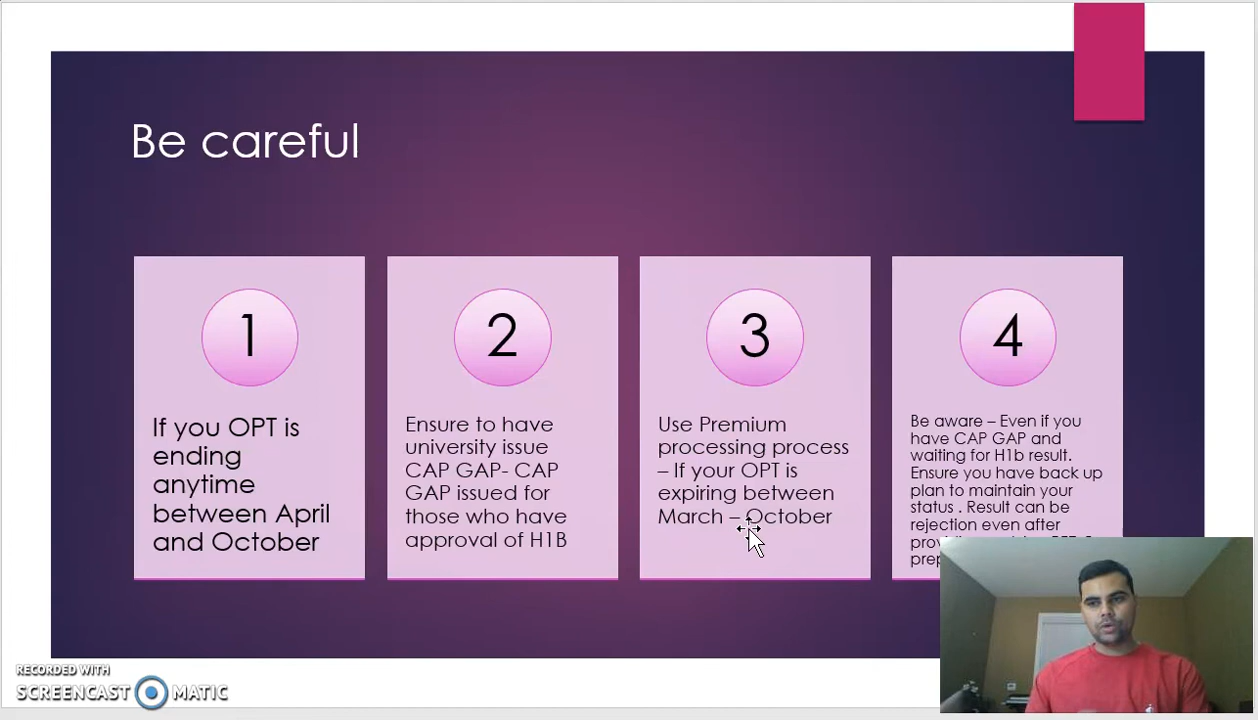 Be careful
1
If you OPT is
ending
anytime
between April
and October
2
Ensure to have
university issue
CAP GAP- CAP
GAP issued for
those who have
approval of H1B
3
Use Premium
processing process
– If your OPT is
expiring between
March – October
4
Be aware – Even if you
have CAP GAP and
waiting for H1b result.
Ensure you have back up
plan to maintain your
status . Result can be
rejection even after
RECORDED WITH
SCREENCAST MATIC